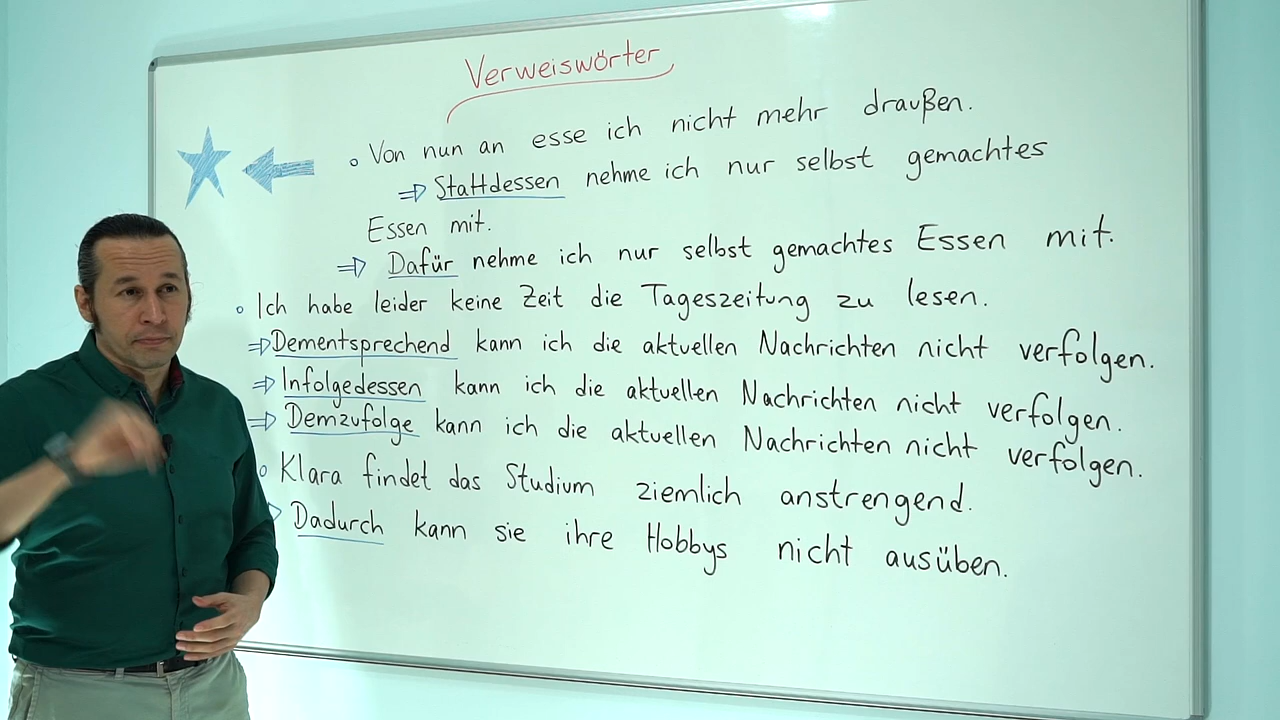 Verweiswörter
Von nun an esse ich nicht mehr draußen.
Stattdessen nehme ich nur selbst gemachtes
Essen mit.
Dafür nehme ich nur selbst gemachtes Essen mit.
Ich habe leider keine Zeit die Tageszeitung zu lesen.
Dementsprechend kann ich die aktuellen Nachrichten nicht verfolgen.
Infolgedessen kann ich die aktuellen Nachrichten nicht verfolgen.
Demzufolge kann ich die aktuellen Nachrichten nicht verfolgen.
Klara findet das Studium ziemlich anstrengend.
Dadurch kann sie ihre Hobbys nicht ausüben.